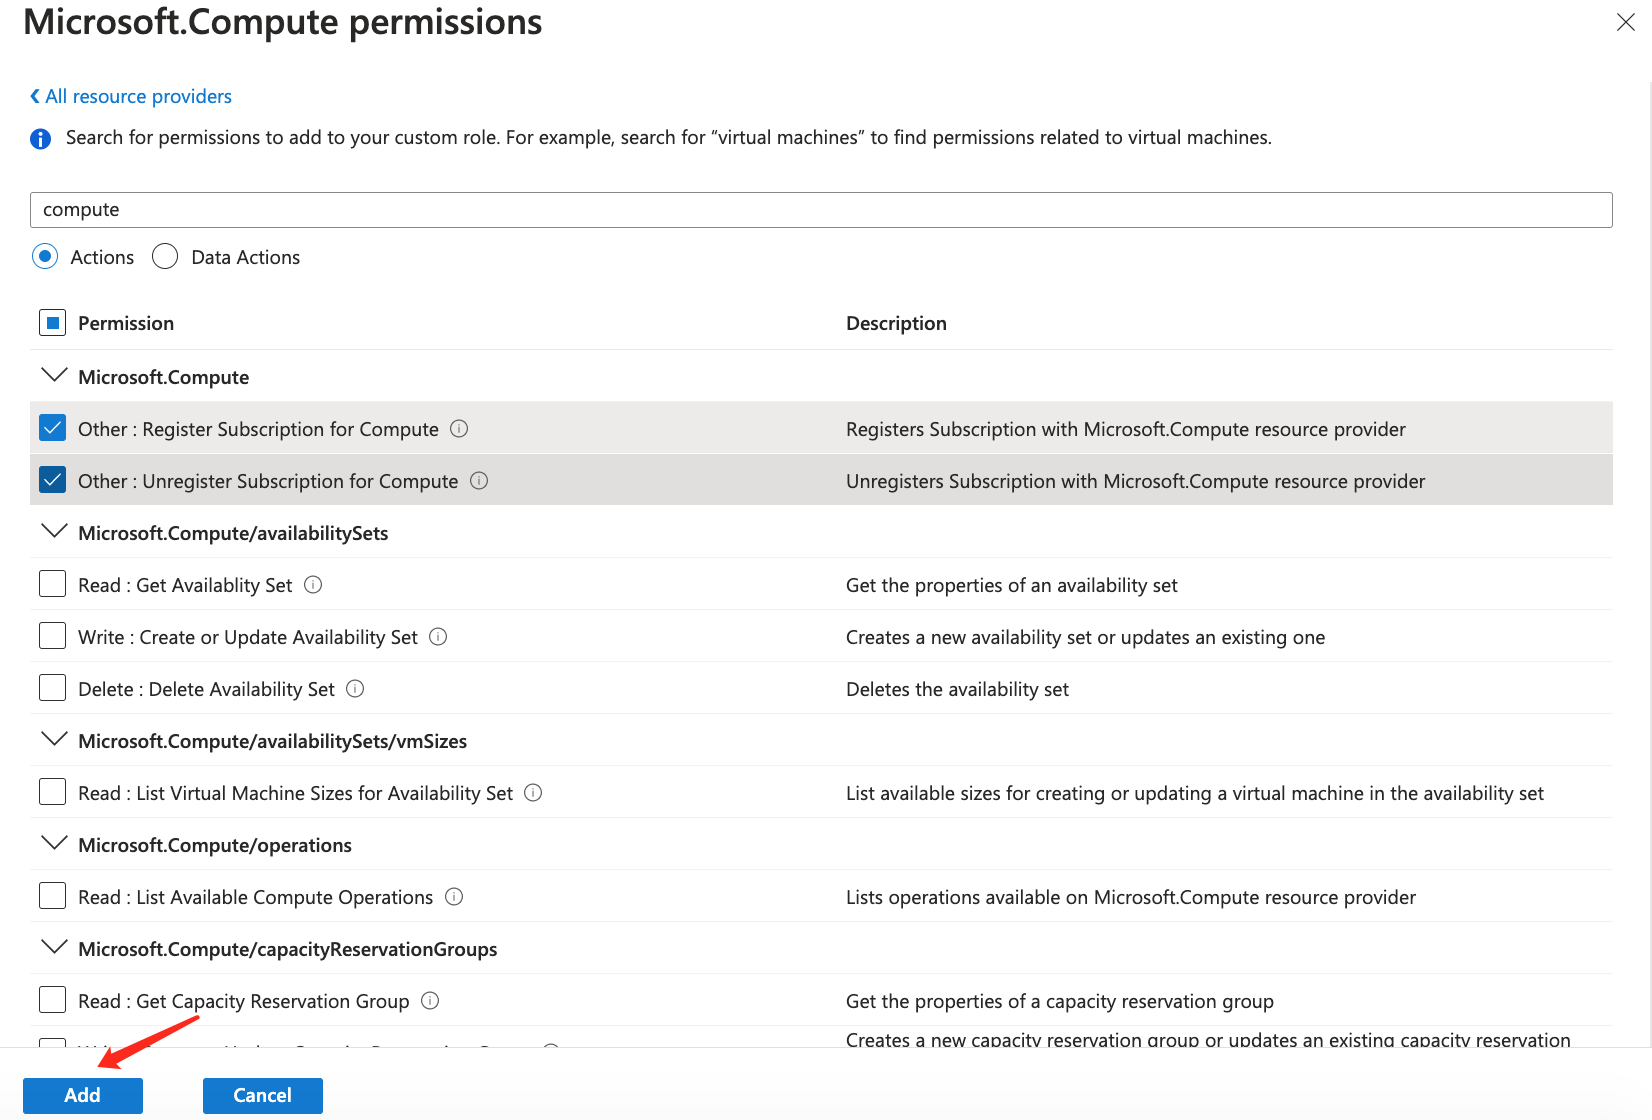 Microsoft.Compute permissions
All resource providers
Search for permissions to add to your custom role. For example, search for “virtual machines” to find permissions related to virtual machines.
compute
Actions Data Actions
Permission Description
Microsoft.Compute
Other : Register Subscription for Compute Registers Subscription with Microsoft.Compute resource provider
Other : Unregister Subscription for Compute Unregisters Subscription with Microsoft.Compute resource provider
Microsoft.Compute/availabilitySets
Read : Get Availablity Set Get the properties of an availability set
Write : Create or Update Availability Set Creates a new availability set or updates an existing one
Delete : Delete Availability Set Deletes the availability set
Microsoft.Compute/availabilitySets/vmSizes
Read : List Virtual Machine Sizes for Availability Set List available sizes for creating or updating a virtual machine in the availability set
Microsoft.Compute/operations
Read : List Available Compute Operations Lists operations available on Microsoft.Compute resource provider
Microsoft.Compute/capacityReservationGroups
Read : Get Capacity Reservation Group Get the properties of a capacity reservation group
Creates a new capacity reservation group or updates an existing capacity reservation
Add Cancel